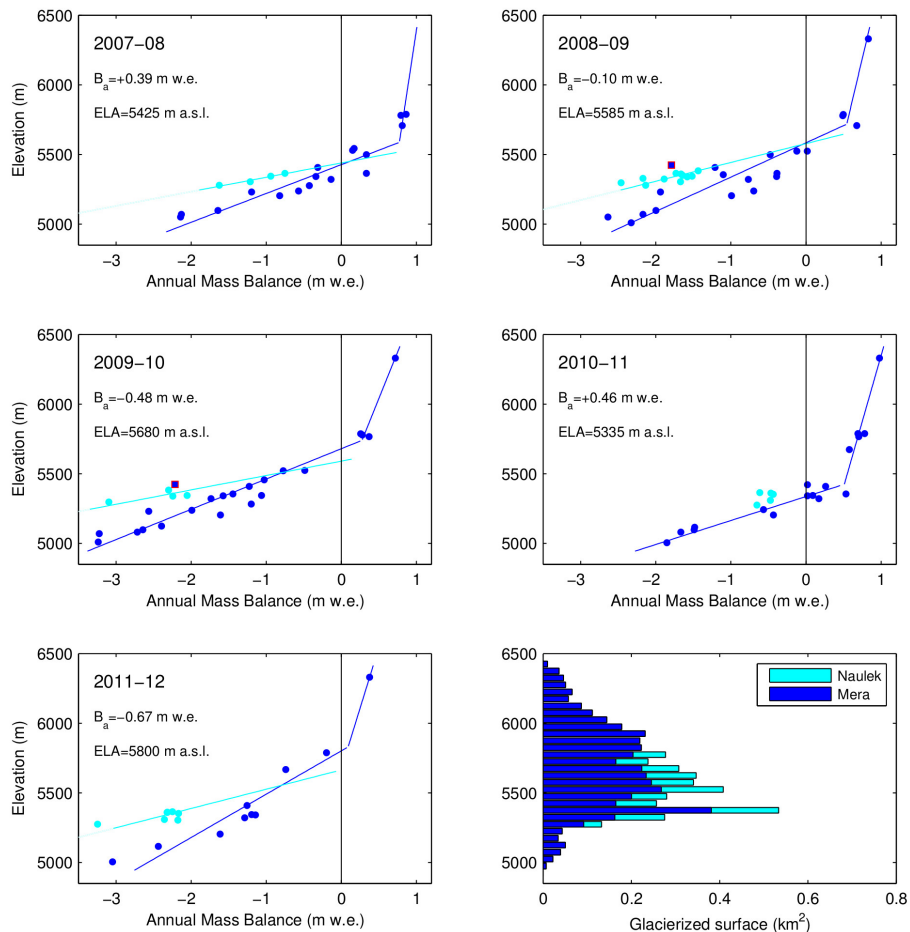 6500
6000
5500
5000
Elevation (m)
2007−08
B_a=+0.39 m w.e.
ELA=5425 m a.s.l.
−3 −2 −1 0 1
Annual Mass Balance (m w.e.)
6500
6000
5500
5000
2008−09
B_a=−0.10 m w.e.
ELA=5585 m a.s.l.
−3 −2 −1 0 1
Annual Mass Balance (m w.e.)
6500
6000
5500
5000
Elevation (m)
2009−10
B_a=−0.48 m w.e.
ELA=5680 m a.s.l.
−3 −2 −1 0 1
Annual Mass Balance (m w.e.)
6500
6000
5500
5000
2010−11
B_a=+0.46 m w.e.
ELA=5335 m a.s.l.
−3 −2 −1 0 1
Annual Mass Balance (m w.e.)
6500
6000
5500
5000
Elevation (m)
2011−12
B_a=−0.67 m w.e.
ELA=5800 m a.s.l.
−3 −2 −1 0 1
Annual Mass Balance (m w.e.)
6500
6000
5500
5000
Naulek
Mera
0 0.2 0.4 0.6 0.8
Glacierized surface (km²)